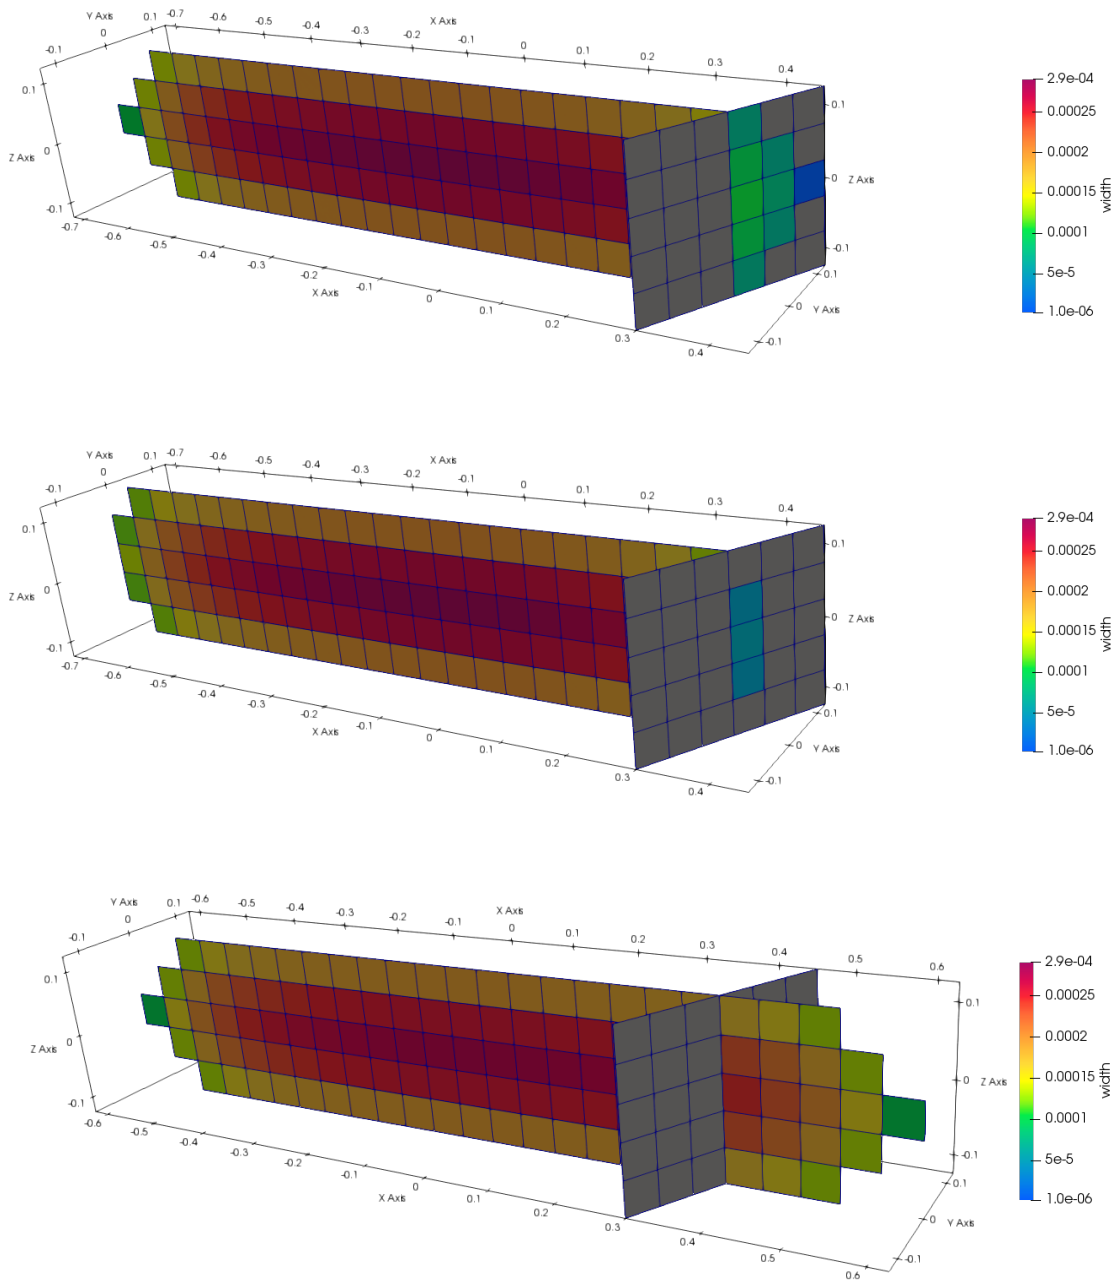 X Axis
Y Axis
0.1 -0.7 -0.6 -0.5 -0.4 -0.3 -0.2 -0.1 0 0.1 0.2 0.3 0.4
-0.1 0
0.1
0
-0.1
Z Axis
0.1
0
-0.1
Z Axis
-0.7 -0.6 -0.5 -0.4 -0.3 -0.2 -0.1 0 0.1 0.2 0.3 0.4
X Axis
0.1
0
-0.1
Y Axis
2.9e-04
0.00025
0.0002
0.00015
0.0001
5e-5
1.0e-06
width
X Axis
Y Axis
0.1 -0.7 -0.6 -0.5 -0.4 -0.3 -0.2 -0.1 0 0.1 0.2 0.3 0.4
-0.1 0
0.1
0
-0.1
Z Axis
0.1
0
-0.1
Z Axis
-0.7 -0.6 -0.5 -0.4 -0.3 -0.2 -0.1 0 0.1 0.2 0.3 0.4
X Axis
0.1
0
-0.1
Y Axis
2.9e-04
0.00025
0.0002
0.00015
0.0001
5e-5
1.0e-06
width
X Axis
Y Axis
0.1 -0.6 -0.5 -0.4 -0.3 -0.2 -0.1 0 0.1 0.2 0.3 0.4 0.5 0.6
-0.1 0
0.1
0
-0.1
Z Axis
0.1
0
-0.1
Z Axis
-0.6 -0.5 -0.4 -0.3 -0.2 -0.1 0 0.1 0.2 0.3 0.4 0.5 0.6
X Axis
0.1
0
-0.1
Y Axis
2.9e-04
0.00025
0.0002
0.00015
0.0001
5e-5
1.0e-06
width